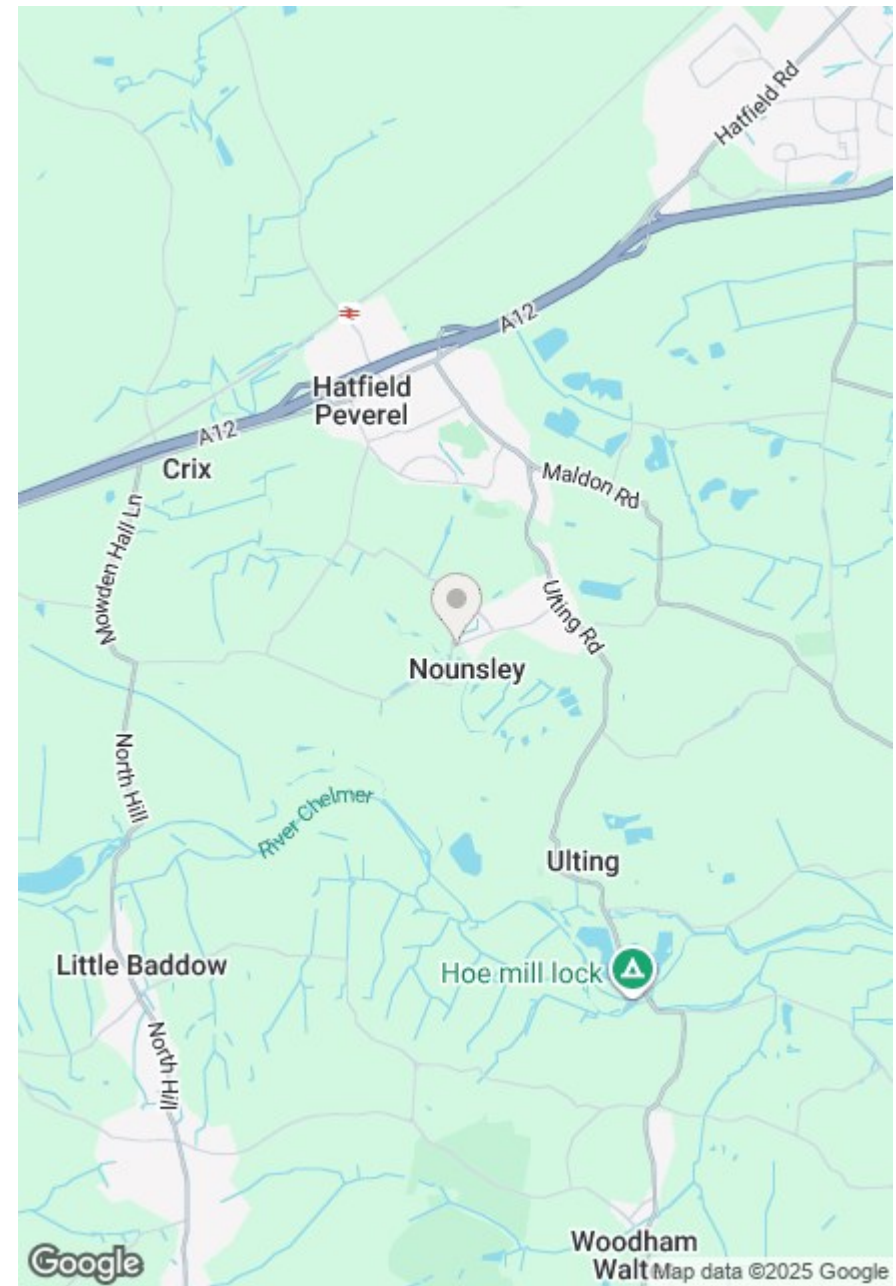 Hatfield Rd
A12
Hatfield
Peverel
A12
Crix
Maldon Rd
Mowden Hall Ln
Ulting Rd
Nounsley
North Hill
River Chelmer
Ulting
Little Baddow
Hoe mill lock
North Hill
Woodham
Walt
Google
Map data ©2025 Google